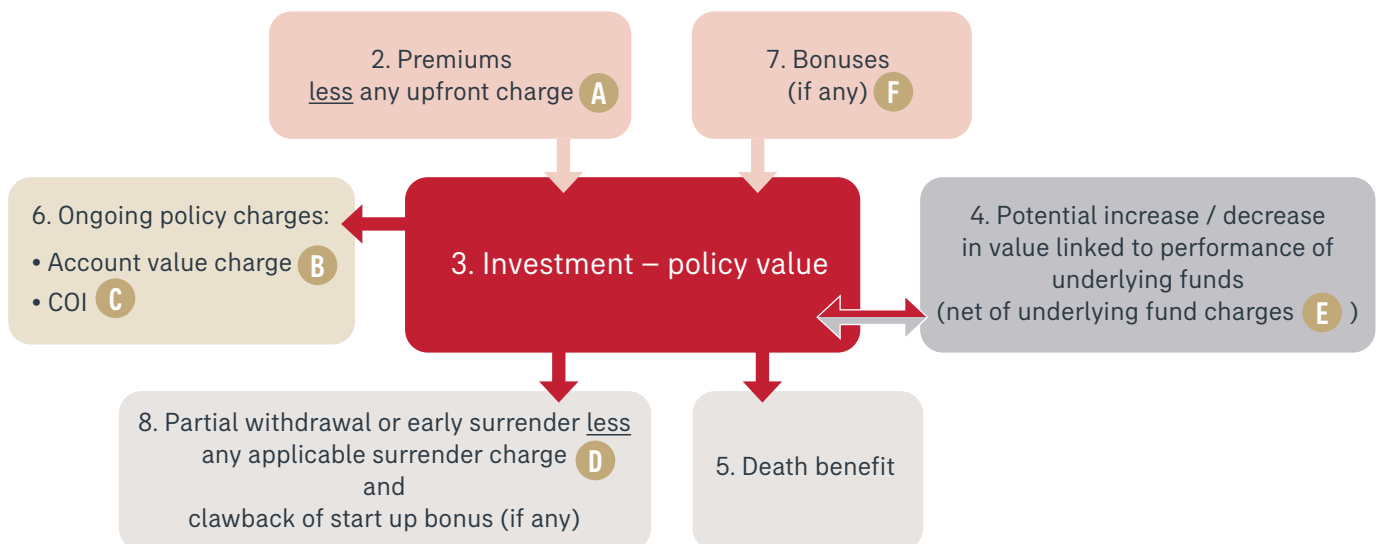 2. Premiums
less any upfront charge A
7. Bonuses
(if any) F
6. Ongoing policy charges:
• Account value charge B
• COI C
3. Investment – policy value
4. Potential increase / decrease
in value linked to performance of
underlying funds
(net of underlying fund charges E )
8. Partial withdrawal or early surrender less
any applicable surrender charge D
and
clawback of start up bonus (if any)
5. Death benefit